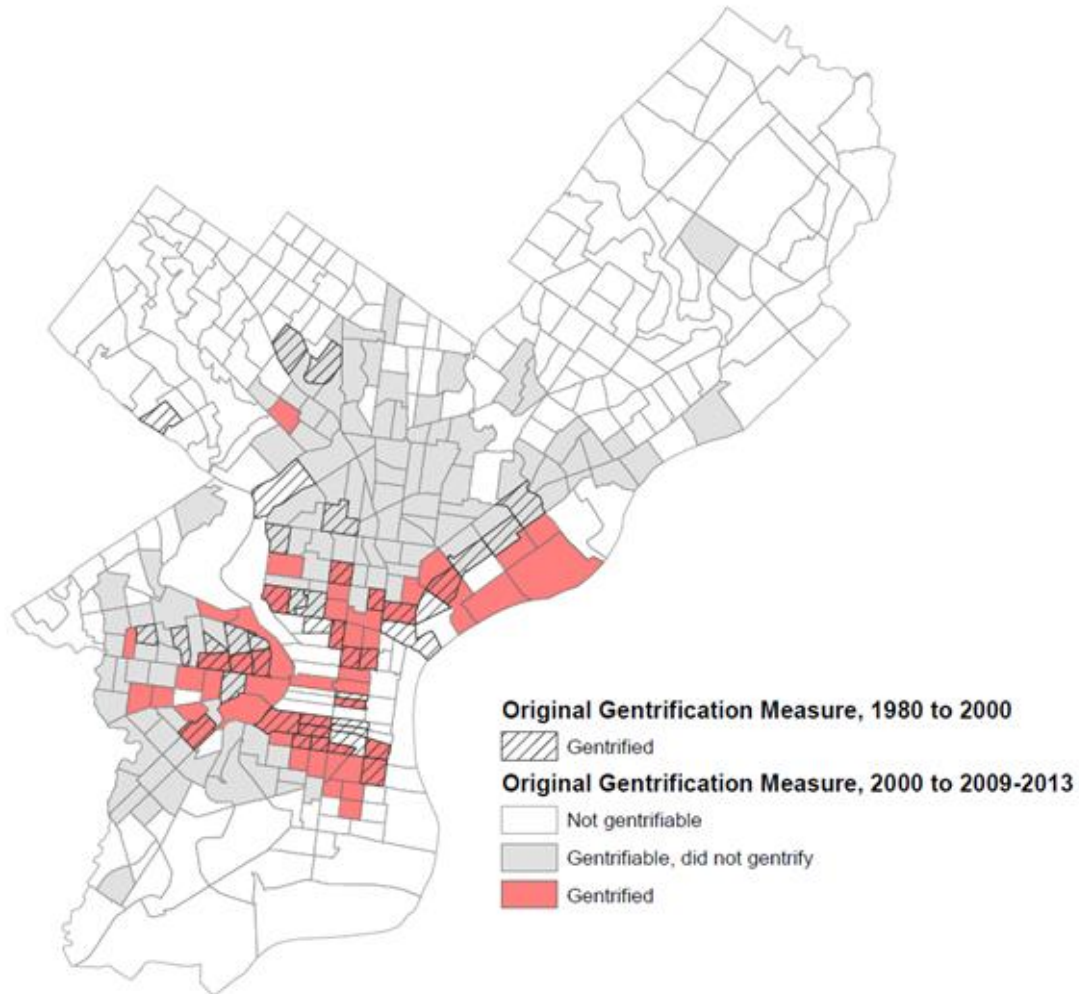 Original Gentrification Measure, 1980 to 2000
Gentrified
Original Gentrification Measure, 2000 to 2009-2013
Not gentrifiable
Gentrifiable, did not gentrify
Gentrified